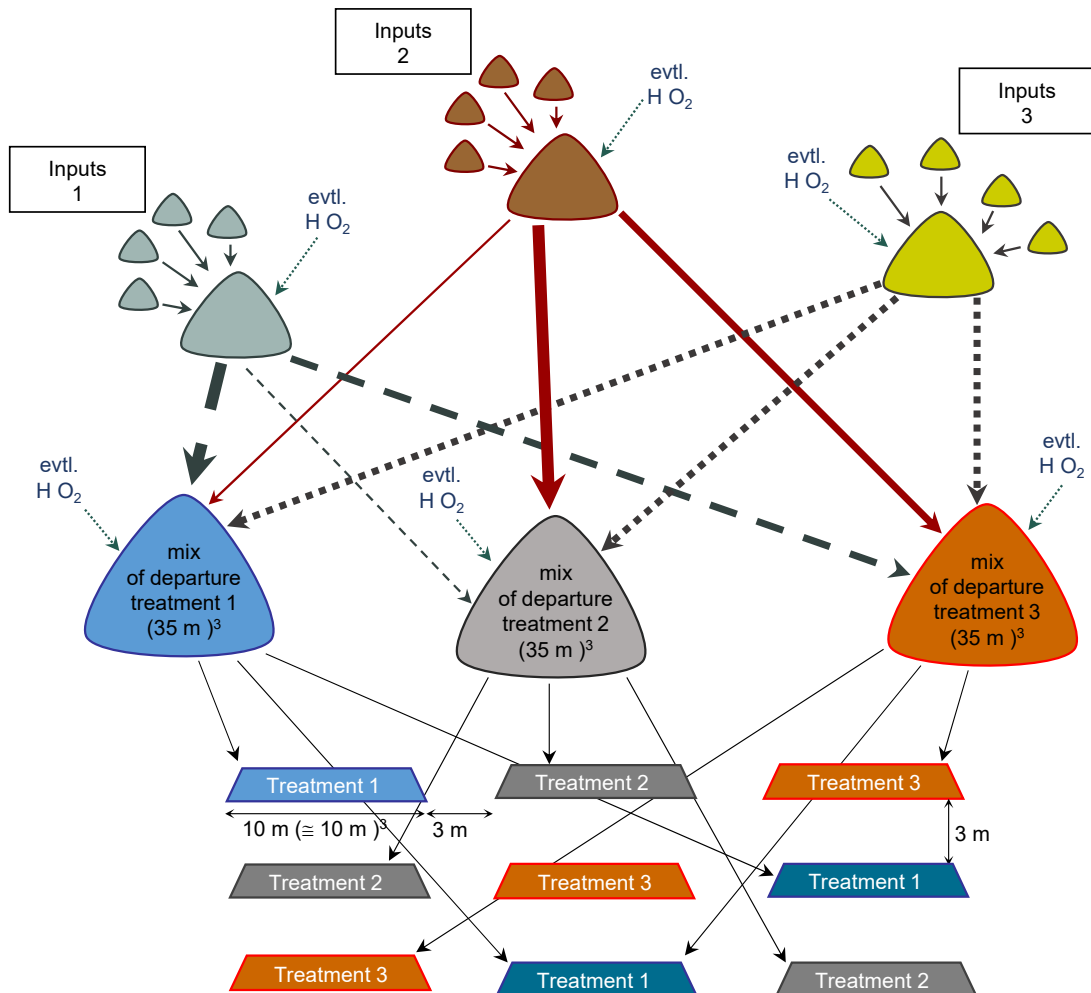 Inputs
2
evtl.
H O₂
Inputs
3
evtl.
H O₂
Inputs
1
evtl.
H O₂
evtl.
H O₂
evtl.
H O₂
evtl.
H O₂
mix
of departure
treatment 1
(35 m )³
mix
of departure
treatment 2
(35 m )³
mix
of departure
treatment 3
(35 m )³
Treatment 1
Treatment 2
Treatment 3
10 m (≅ 10 m )³
3 m
3 m
Treatment 2
Treatment 3
Treatment 1
Treatment 3
Treatment 1
Treatment 2